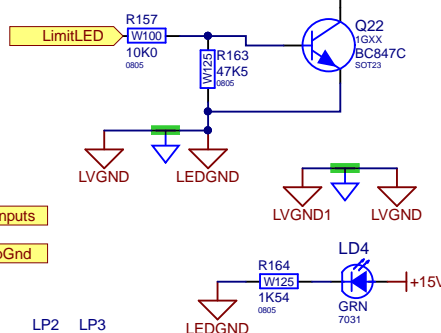 R157
LimitLED
W100
10K0
0805
R163
W125
47K5
0805
Q22
1GXX
BC847C
SOT23
LVGND
LEDGND
LVGND1
LVGND
nputs
oGnd
LD4
R164
W125
1K54
0805
GRN
7031
+15V
LEDGND
LP2
LP3